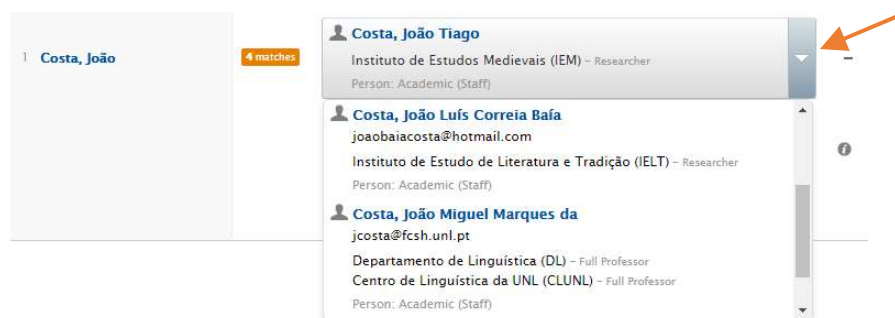 Costa, João Tiago
1 Costa, João
4 matches
Instituto de Estudos Medievais (IEM) – Researcher
Person: Academic (Staff)
Costa, João Luís Correia Baía
joaobaiacosta@hotmail.com
Instituto de Estudo de Literatura e Tradição (IELT) – Researcher
Person: Academic (Staff)
Costa, João Miguel Marques da
jcosta@fcsh.unl.pt
Departamento de Linguística (DL) – Full Professor
Centro de Linguística da UNL (CLUNL) – Full Professor
Person: Academic (Staff)